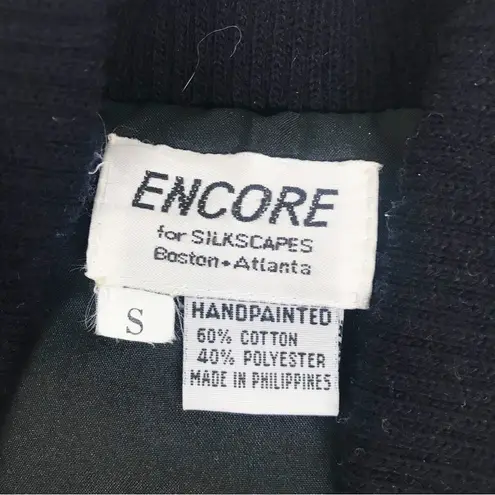 ENCORE
for SILKSCAPES
Boston•Atlanta
S
HANDPAINTED
60% COTTON
40% POLYESTER
MADE IN PHILIPPINES